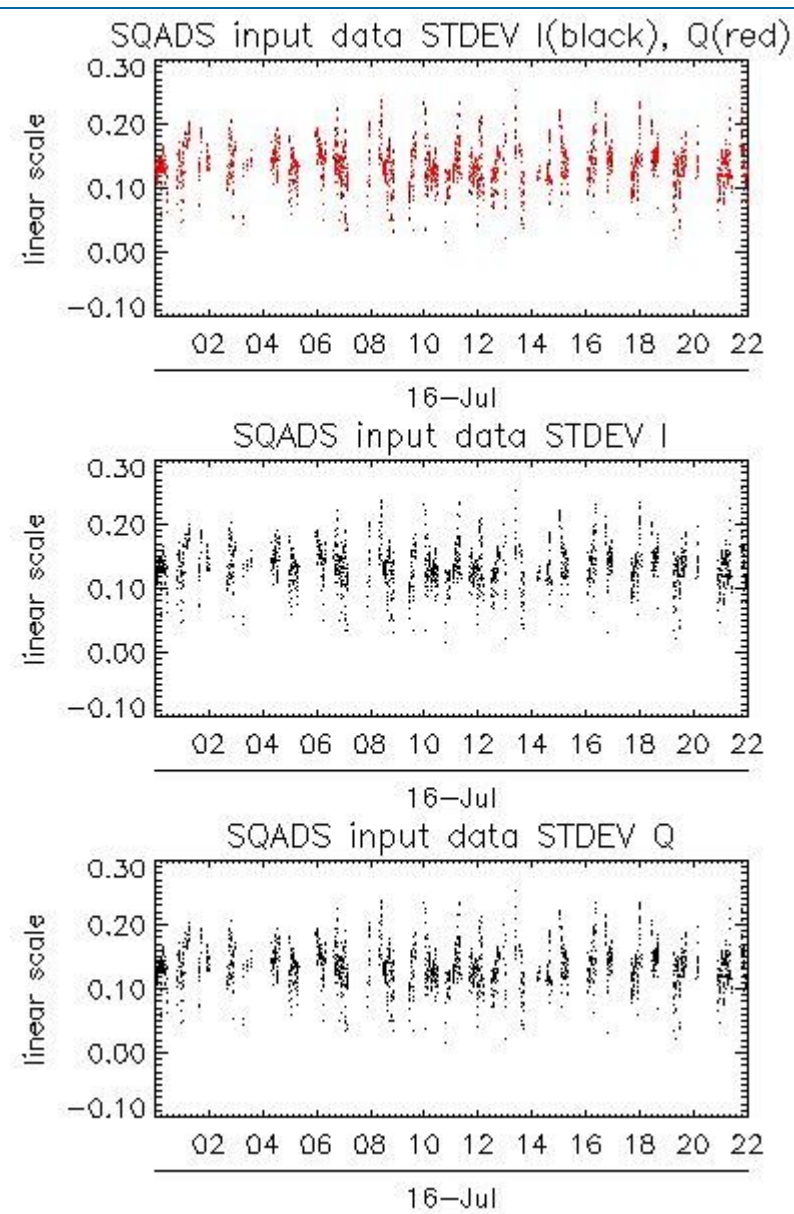 SQADS input data STDEV I(black), Q(red)
0.30
0.20
0.10
0.00
−0.10
linear scale
02 04 06 08 10 12 14 16 18 20 22
16−Jul
SQADS input data STDEV I
0.30
0.20
0.10
0.00
−0.10
linear scale
02 04 06 08 10 12 14 16 18 20 22
16−Jul
SQADS input data STDEV Q
0.30
0.20
0.10
0.00
−0.10
linear scale
02 04 06 08 10 12 14 16 18 20 22
16−Jul